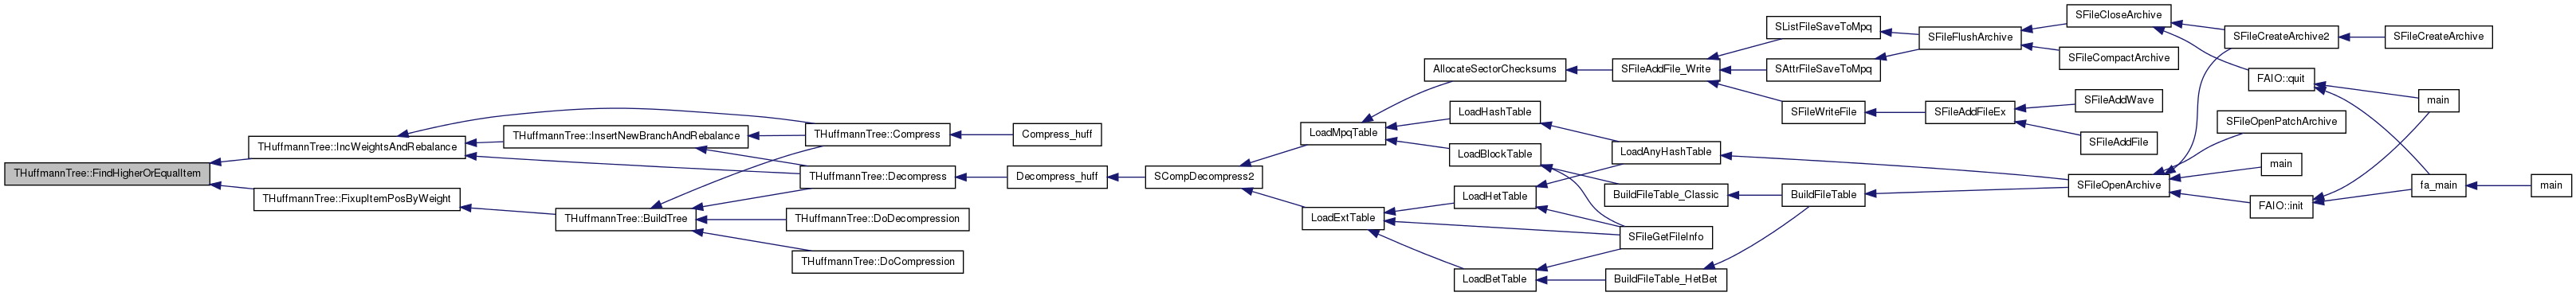 THuffmannTree::FindHigherOrEqualItem
THuffmannTree::IncWeightsAndRebalance
THuffmannTree::FixupItemPosByWeight
THuffmannTree::InsertNewBranchAndRebalance
THuffmannTree::BuildTree
THuffmannTree::Compress
THuffmannTree::Decompress
THuffmannTree::DoDecompression
THuffmannTree::DoCompression
Compress_huff
Decompress_huff
SCompDecompress2
LoadMpqTable
LoadExtTable
AllocateSectorChecksums
LoadHashTable
LoadBlockTable
LoadHetTable
LoadBetTable
SFileAddFile_Write
LoadAnyHashTable
BuildFileTable_Classic
SFileGetFileInfo
BuildFileTable_HetBet
SListFileSaveToMpq
SAttrFileSaveToMpq
SFileWriteFile
BuildFileTable
SFileFlushArchive
SFileAddFileEx
SFileCloseArchive
SFileCompactArchive
SFileAddWave
SFileAddFile
SFileOpenArchive
SFileCreateArchive2
FAIO::quit
SFileOpenPatchArchive
main
FAIO::init
SFileCreateArchive
main
fa_main
main